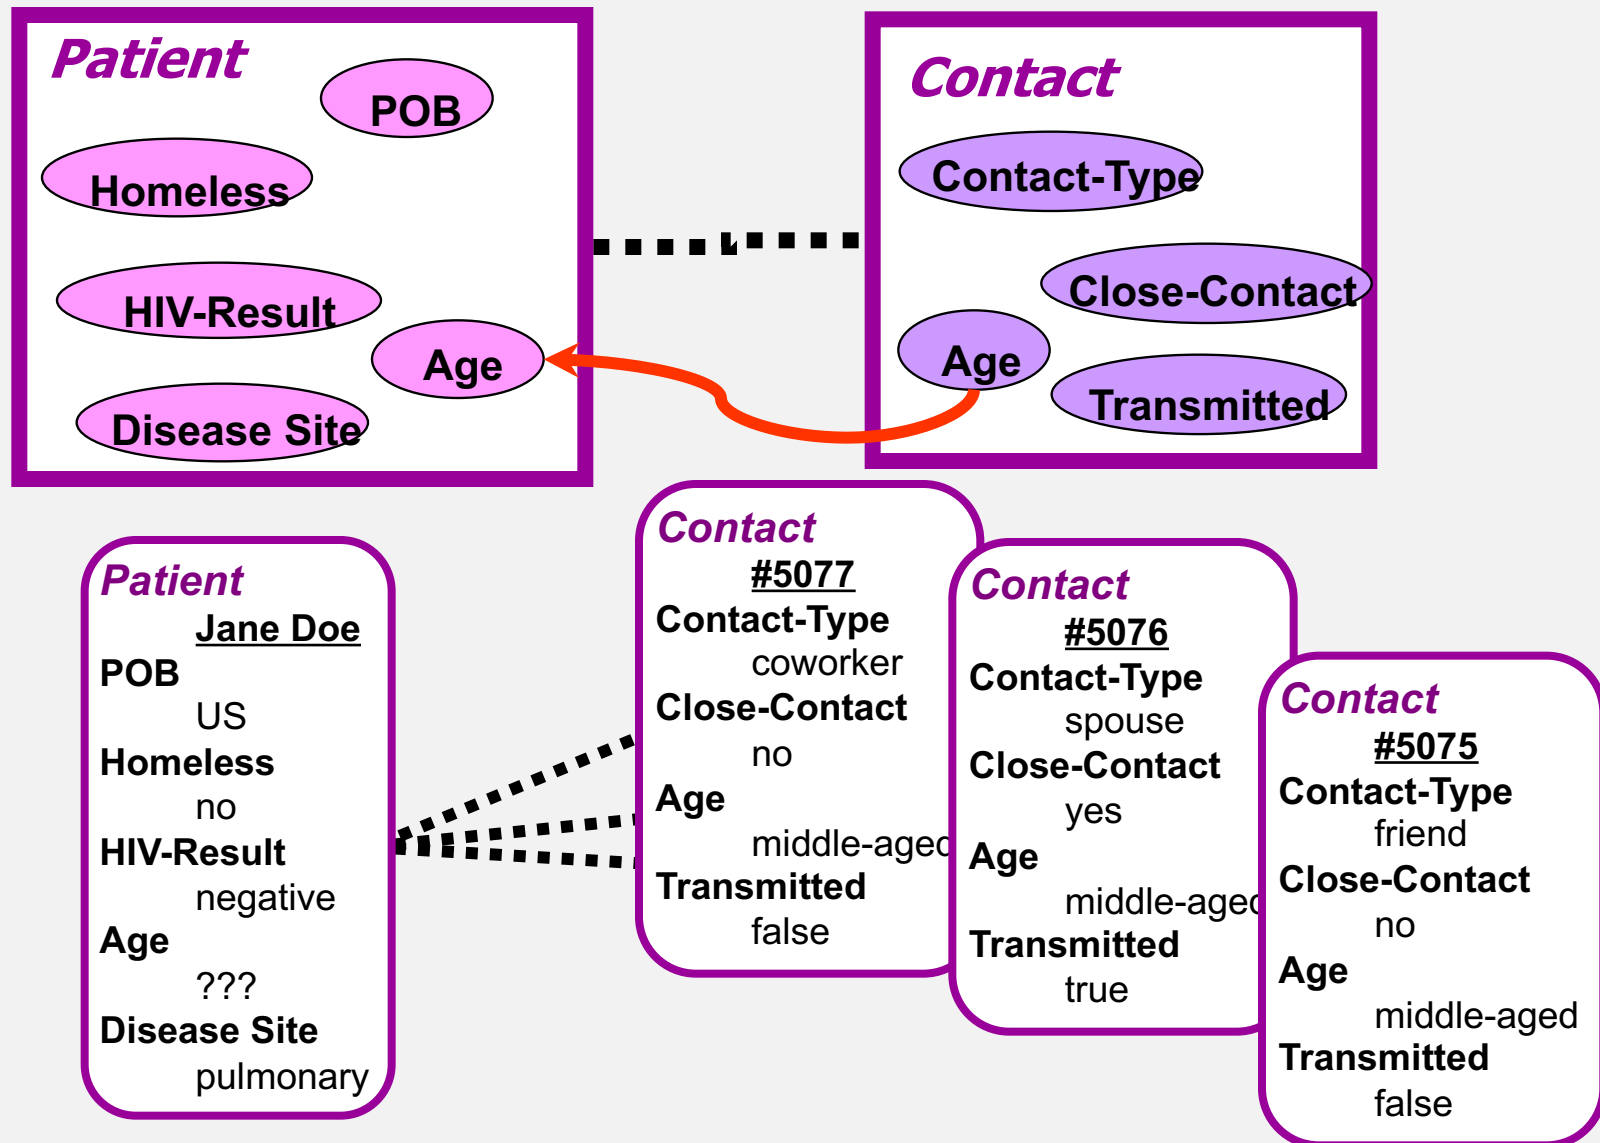 Patient
POB
Homeless
HIV-Result
Age
Disease Site
Contact
Contact-Type
Close-Contact
Age
Transmitted
Patient
Jane Doe
POB
US
Homeless
no
HIV-Result
negative
Age
???
Disease Site
pulmonary
Contact
#5077
Contact-Type
coworker
Close-Contact
no
Age
middle-aged
Transmitted
false
Contact
#5076
Contact-Type
spouse
Close-Contact
yes
Age
middle-aged
Transmitted
true
Contact
#5075
Contact-Type
friend
Close-Contact
no
Age
middle-aged
Transmitted
false